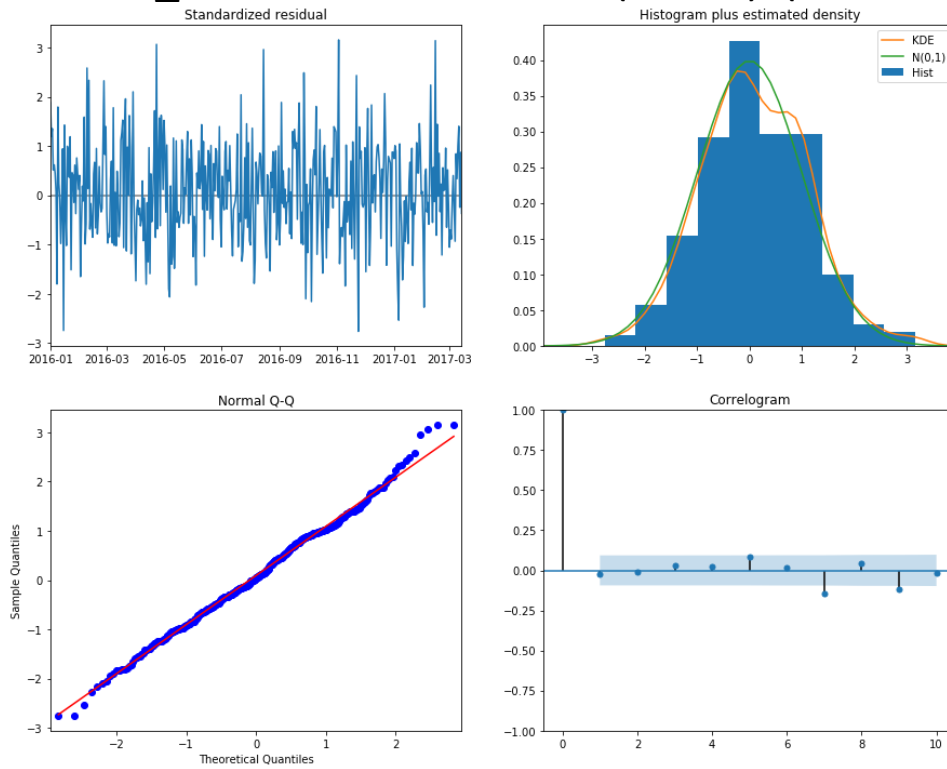 Standardized residual
3
2
1
0
−1
−2
−3
2016-01 2016-03 2016-05 2016-07 2016-09 2016-11 2017-01 2017-03
Histogram plus estimated density
KDE
N(0,1)
Hist
0.40
0.35
0.30
0.25
0.20
0.15
0.10
0.05
0.00
−3 −2 −1 0 1 2 3
Normal Q-Q
Sample Quantiles
3
2
1
0
−1
−2
−3
−2 −1 0 1 2
Theoretical Quantiles
Correlogram
1.00
0.75
0.50
0.25
0.00
−0.25
−0.50
−0.75
−1.00
0 2 4 6 8 10